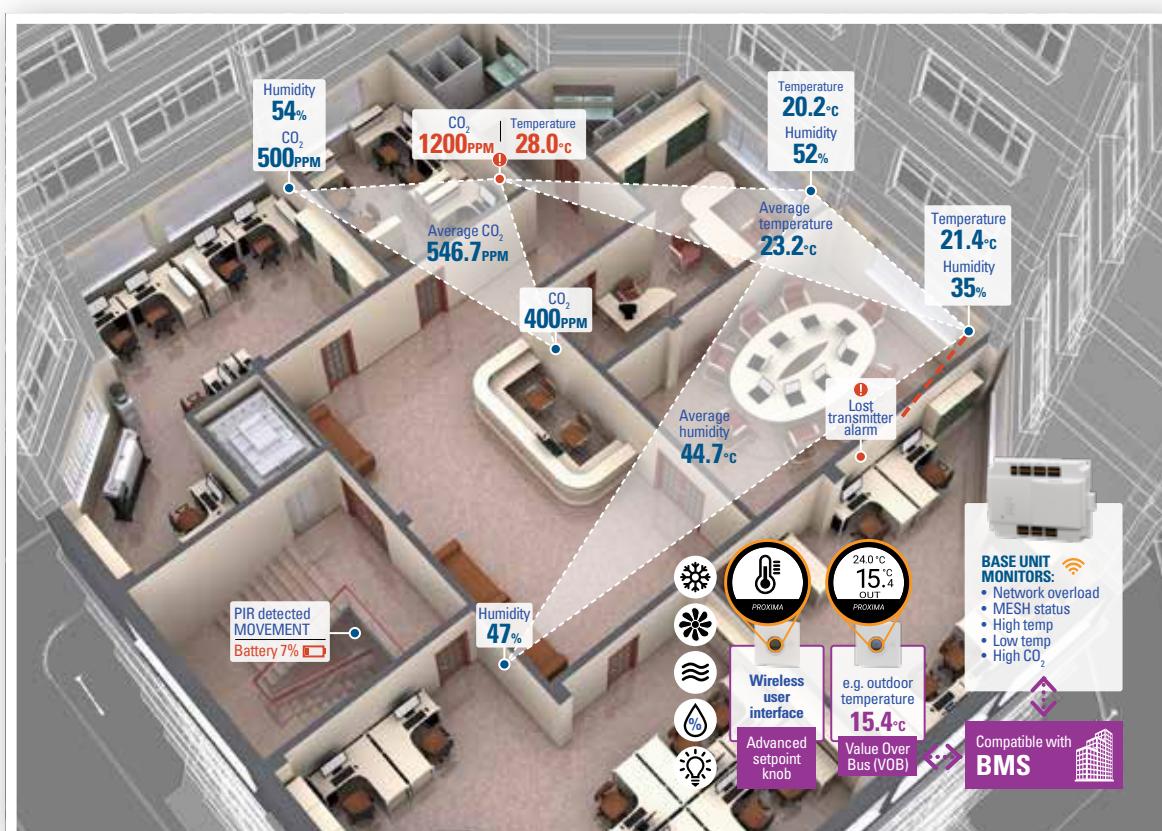 Humidity
54%
CO₂
500PPM
CO₂
1200PPM
Temperature
28.0°C
!
Temperature
20.2°C
Humidity
52%
Average CO₂
546.7PPM
Average
temperature
23.2°C
Temperature
21.4°C
Humidity
35%
CO₂
400PPM
!
Lost
transmitter
alarm
Average
humidity
44.7°C
PIR detected
MOVEMENT
Battery 7%
Humidity
47%
%
PROXIMA
Wireless
user
interface
Advanced
setpoint
knob
24.0°C
15.4°C
OUT
PROXIMA
e.g. outdoor
temperature
15.4°C
Value Over
Bus (VOB)
BASE UNIT
MONITORS:
• Network overload
• MESH status
• High temp
• Low temp
• High CO₂
Compatible with
BMS